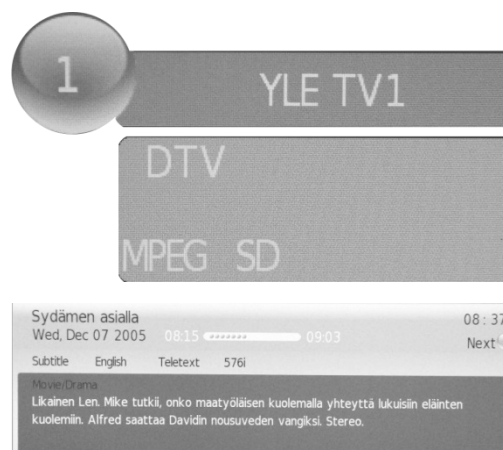 1
YLE TV1
DTV
MPEG SD
Sydämen asialla
08:37
Wed, Dec 07 2005 08:15 09:03
Next
Subtitle English Teletext 576i
Movie/Drama
Likainen Len. Mike tutkii, onko maatyöläisen kuolemalla yhteyttä lukuisiin eläinten
kuolemiin. Alfred saattaa Davidin nousuveden vangiksi. Stereo.